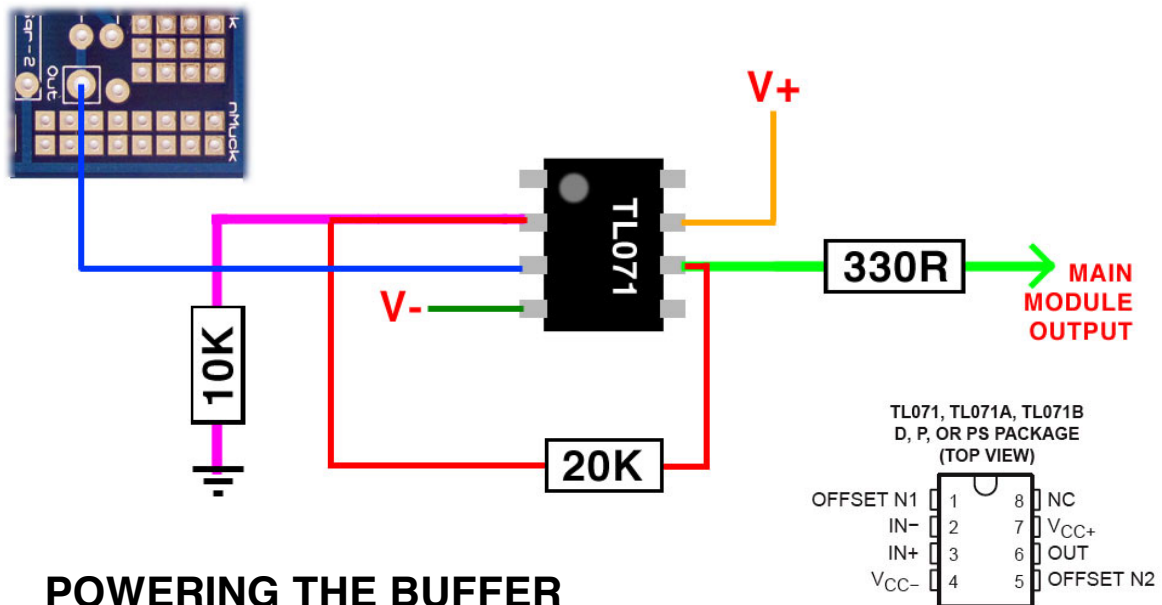 Out
nMuck
V+
TL071
330R
MAIN
MODULE
OUTPUT
V-
10K
20K
TL071, TL071A, TL071B
D, P, OR PS PACKAGE
(TOP VIEW)
OFFSET N1 1 8 NC
IN− 2 7 VCC+
IN+ 3 6 OUT
VCC− 4 5 OFFSET N2
POWERING THE BUFFER